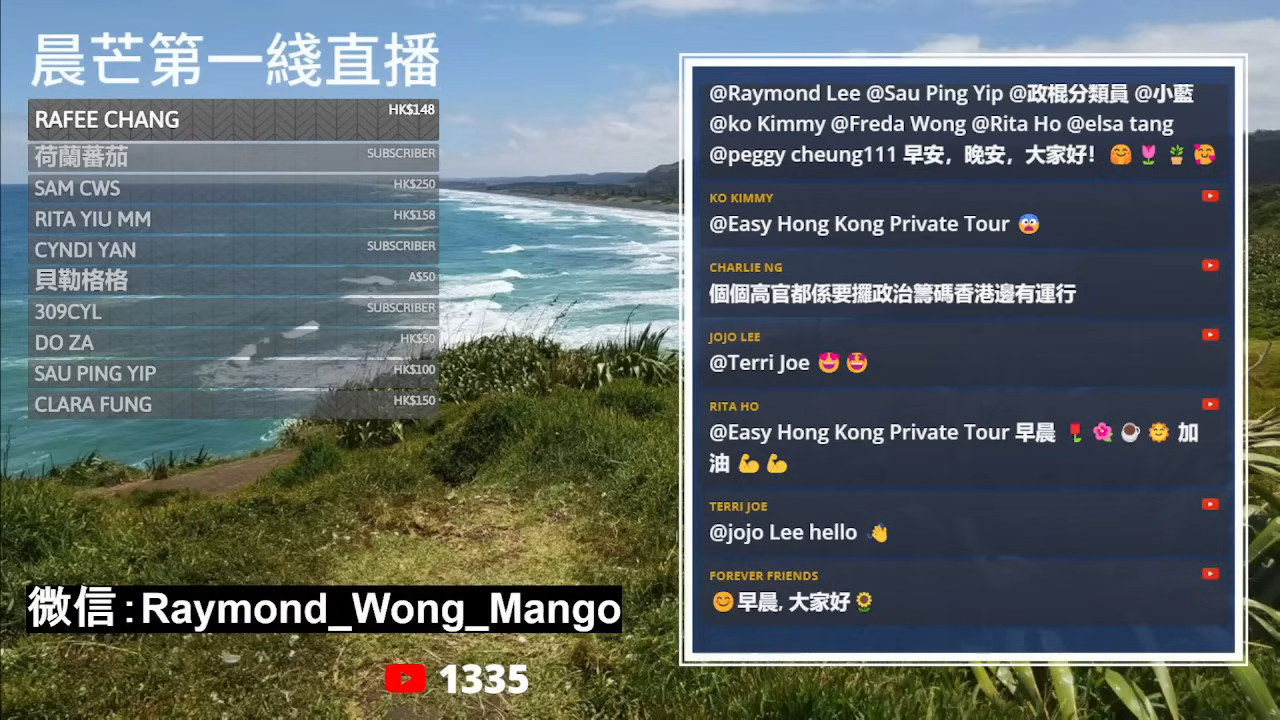 晨芒第一綫直播
RAFEE CHANG HK$148
荷蘭蕃茄 SUBSCRIBER
SAM CWS HK$250
RITA YIU MM HK$158
CYNDI YAN SUBSCRIBER
貝勒格格 A$50
309CYL SUBSCRIBER
DO ZA HK$50
SAU PING YIP HK$100
CLARA FUNG HK$150
微信:Raymond_Wong_Mango
1335
@Raymond Lee @Sau Ping Yip @政棍分類員 @小藍
@ko Kimmy @Freda Wong @Rita Ho @elsa tang
@peggy cheung111 早安，晚安，大家好！ 🤗🌷🪴🥰
KO KIMMY
@Easy Hong Kong Private Tour 😨
CHARLIE NG
個個高官都係要攞政治籌碼香港邊有運行
JOJO LEE
@Terri Joe 😍🤩
RITA HO
@Easy Hong Kong Private Tour 早晨 🌹🌺☕🌞 加
油 💪💪
TERRI JOE
@jojo Lee hello 👋
FOREVER FRIENDS
😊早晨, 大家好🌻